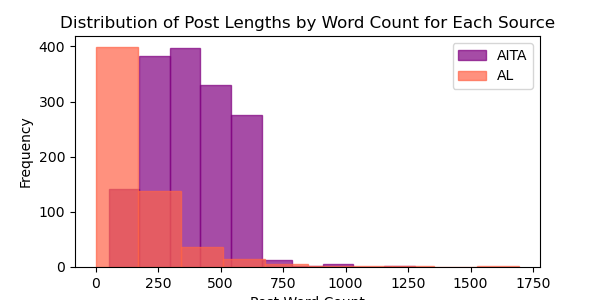 Distribution of Post Lengths by Word Count for Each Source
400
300
200
100
0
Frequency
AITA
AL
0 250 500 750 1000 1250 1500 1750
Post Word Count